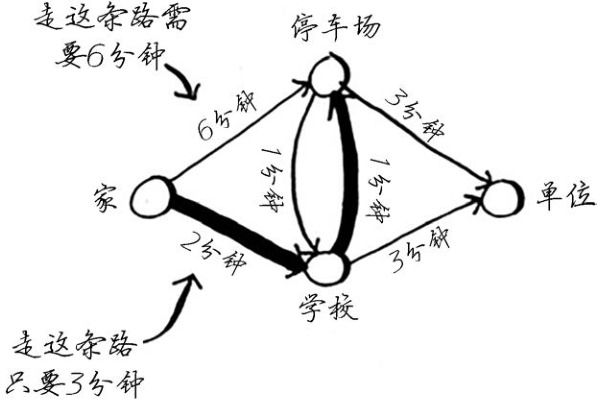 走这条路需
要6分钟
停车场
6分钟
3分钟
1分钟
1分钟
家
单位
2分钟
3分钟
学校
走这条路
只要3分钟